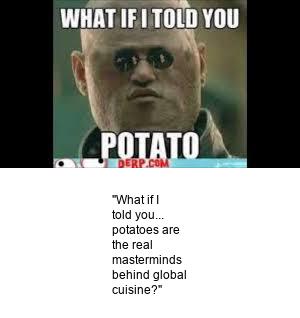 WHAT IF I TOLD YOU
POTATO
DERP.COM
"What if I
told you...
potatoes are
the real
masterminds
behind global
cuisine?"